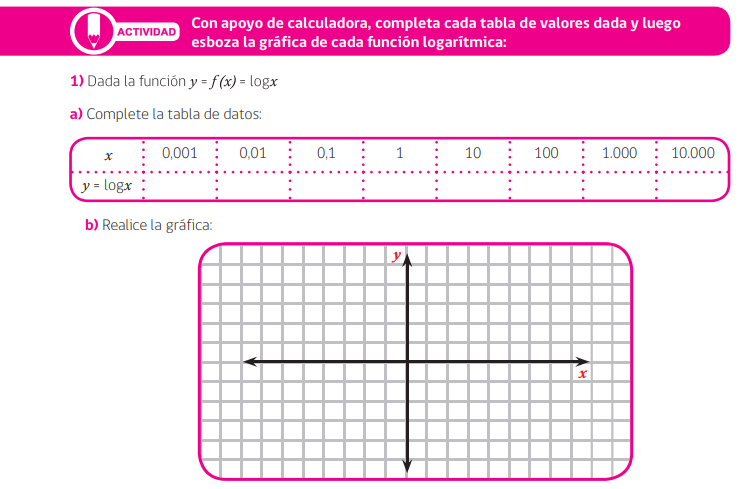 ACTIVIDAD
Con apoyo de calculadora, completa cada tabla de valores dada y luego
esboza la gráfica de cada función logarítmica:
1) Dada la función y = f(x) = logx
a) Complete la tabla de datos:
x 0,001 0,01 0,1 1 10 100 1.000 10.000
y = logx
b) Realice la gráfica:
y
x